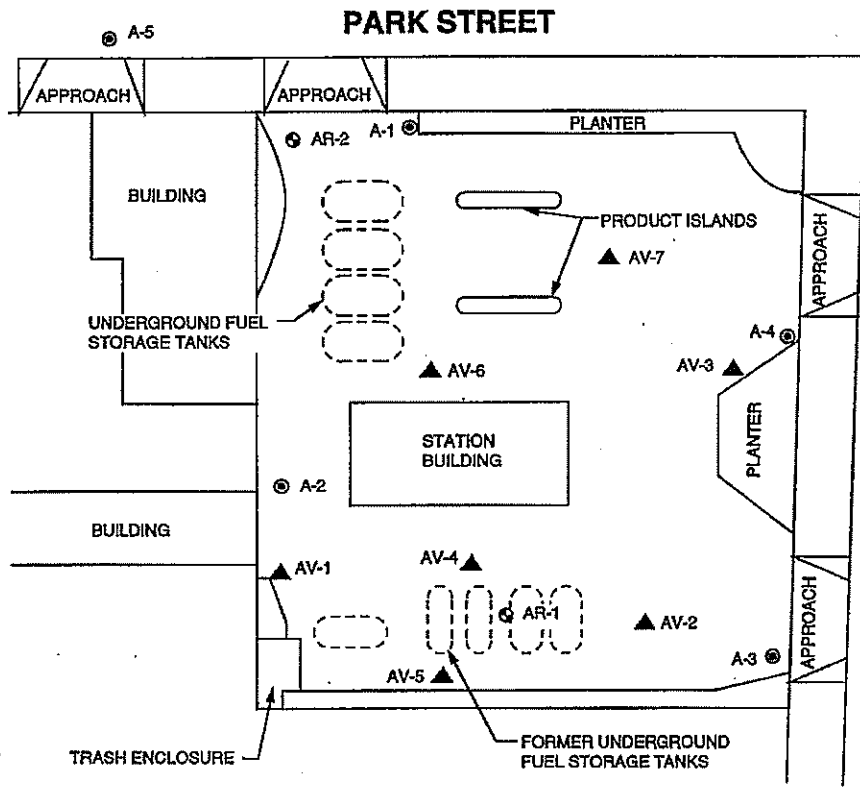 PARK STREET
A-5
APPROACH
APPROACH
AR-2
A-1
PLANTER
BUILDING
PRODUCT ISLANDS
AV-7
APPROACH
UNDERGROUND FUEL
STORAGE TANKS
A-4
AV-6
AV-3
STATION
BUILDING
PLANTER
A-2
BUILDING
AV-1
AV-4
AR-1
AV-2
APPROACH
A-3
AV-5
TRASH ENCLOSURE
FORMER UNDERGROUND
FUEL STORAGE TANKS